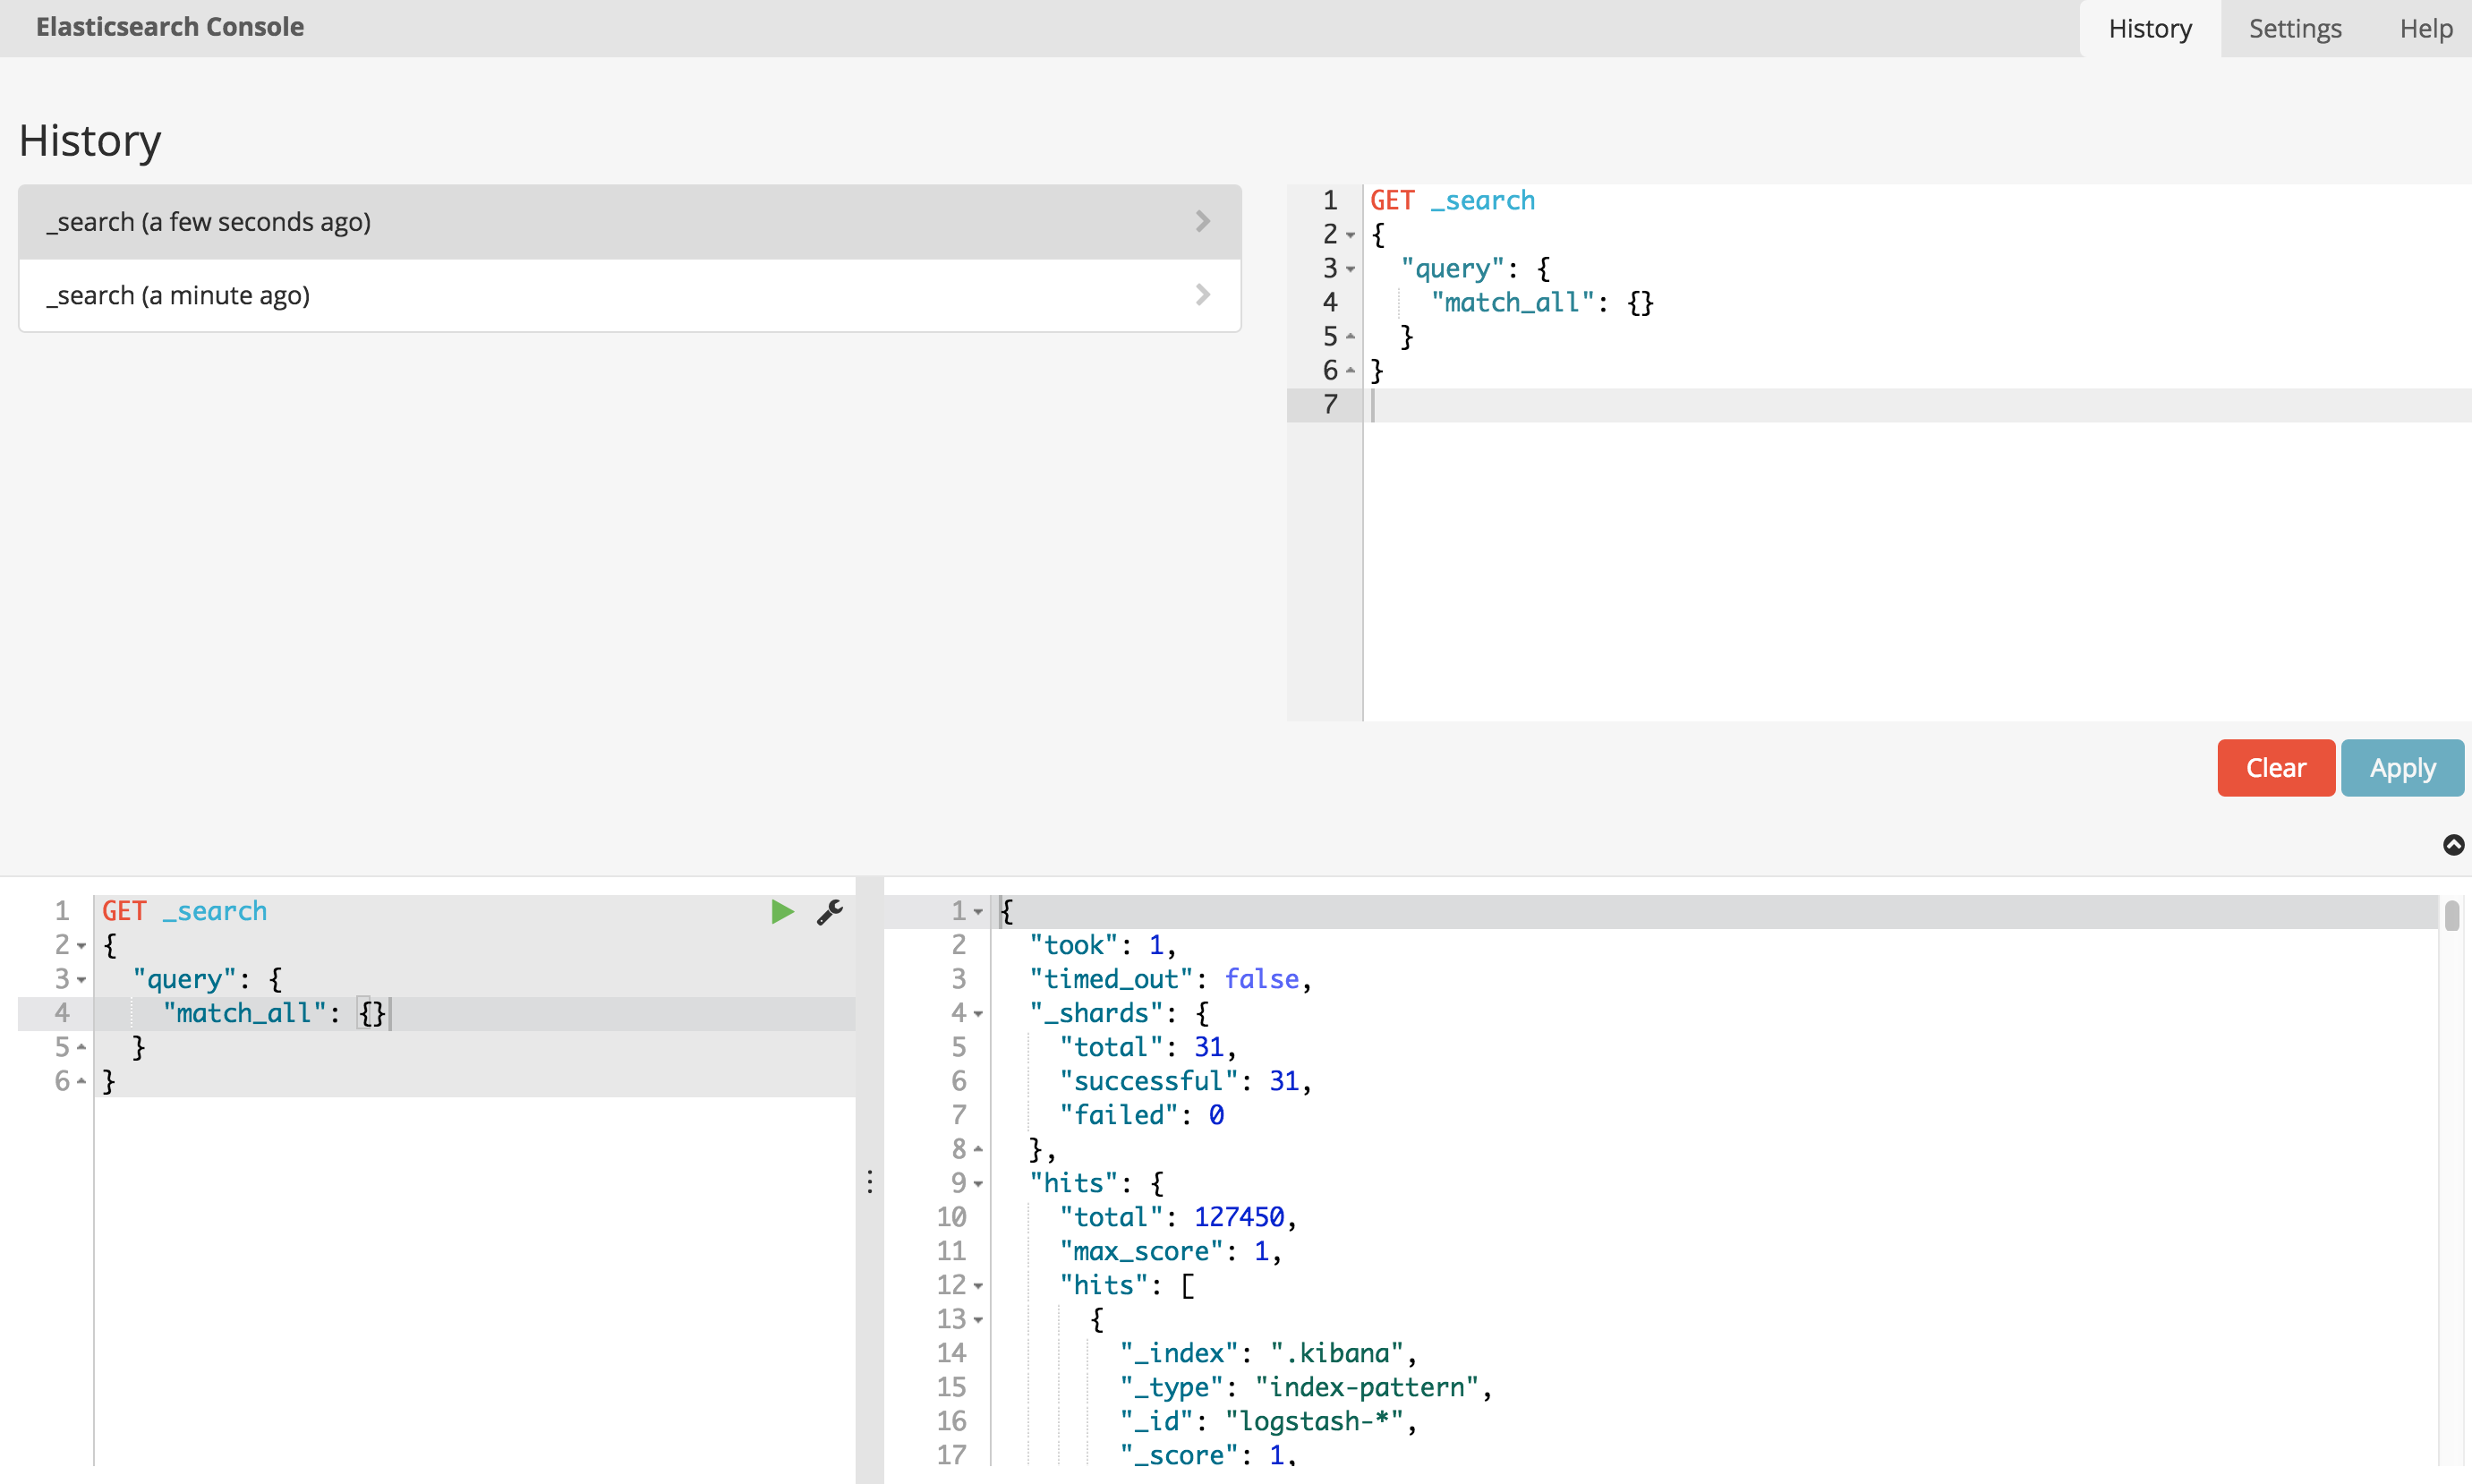 Elasticsearch Console
History Settings Help
History
_search (a few seconds ago)
_search (a minute ago)
1 GET _search
2 {
3 "query": {
4 "match_all": {}
5 }
6 }
7
Clear Apply
1 GET _search
2 {
3 "query": {
4 "match_all": {}
5 }
6 }
1 {
2 "took": 1,
3 "timed_out": false,
4 "_shards": {
5 "total": 31,
6 "successful": 31,
7 "failed": 0
8 },
9 "hits": {
10 "total": 127450,
11 "max_score": 1,
12 "hits": [
13 {
14 "_index": ".kibana",
15 "_type": "index-pattern",
16 "_id": "logstash-*",
17 "_score": 1,